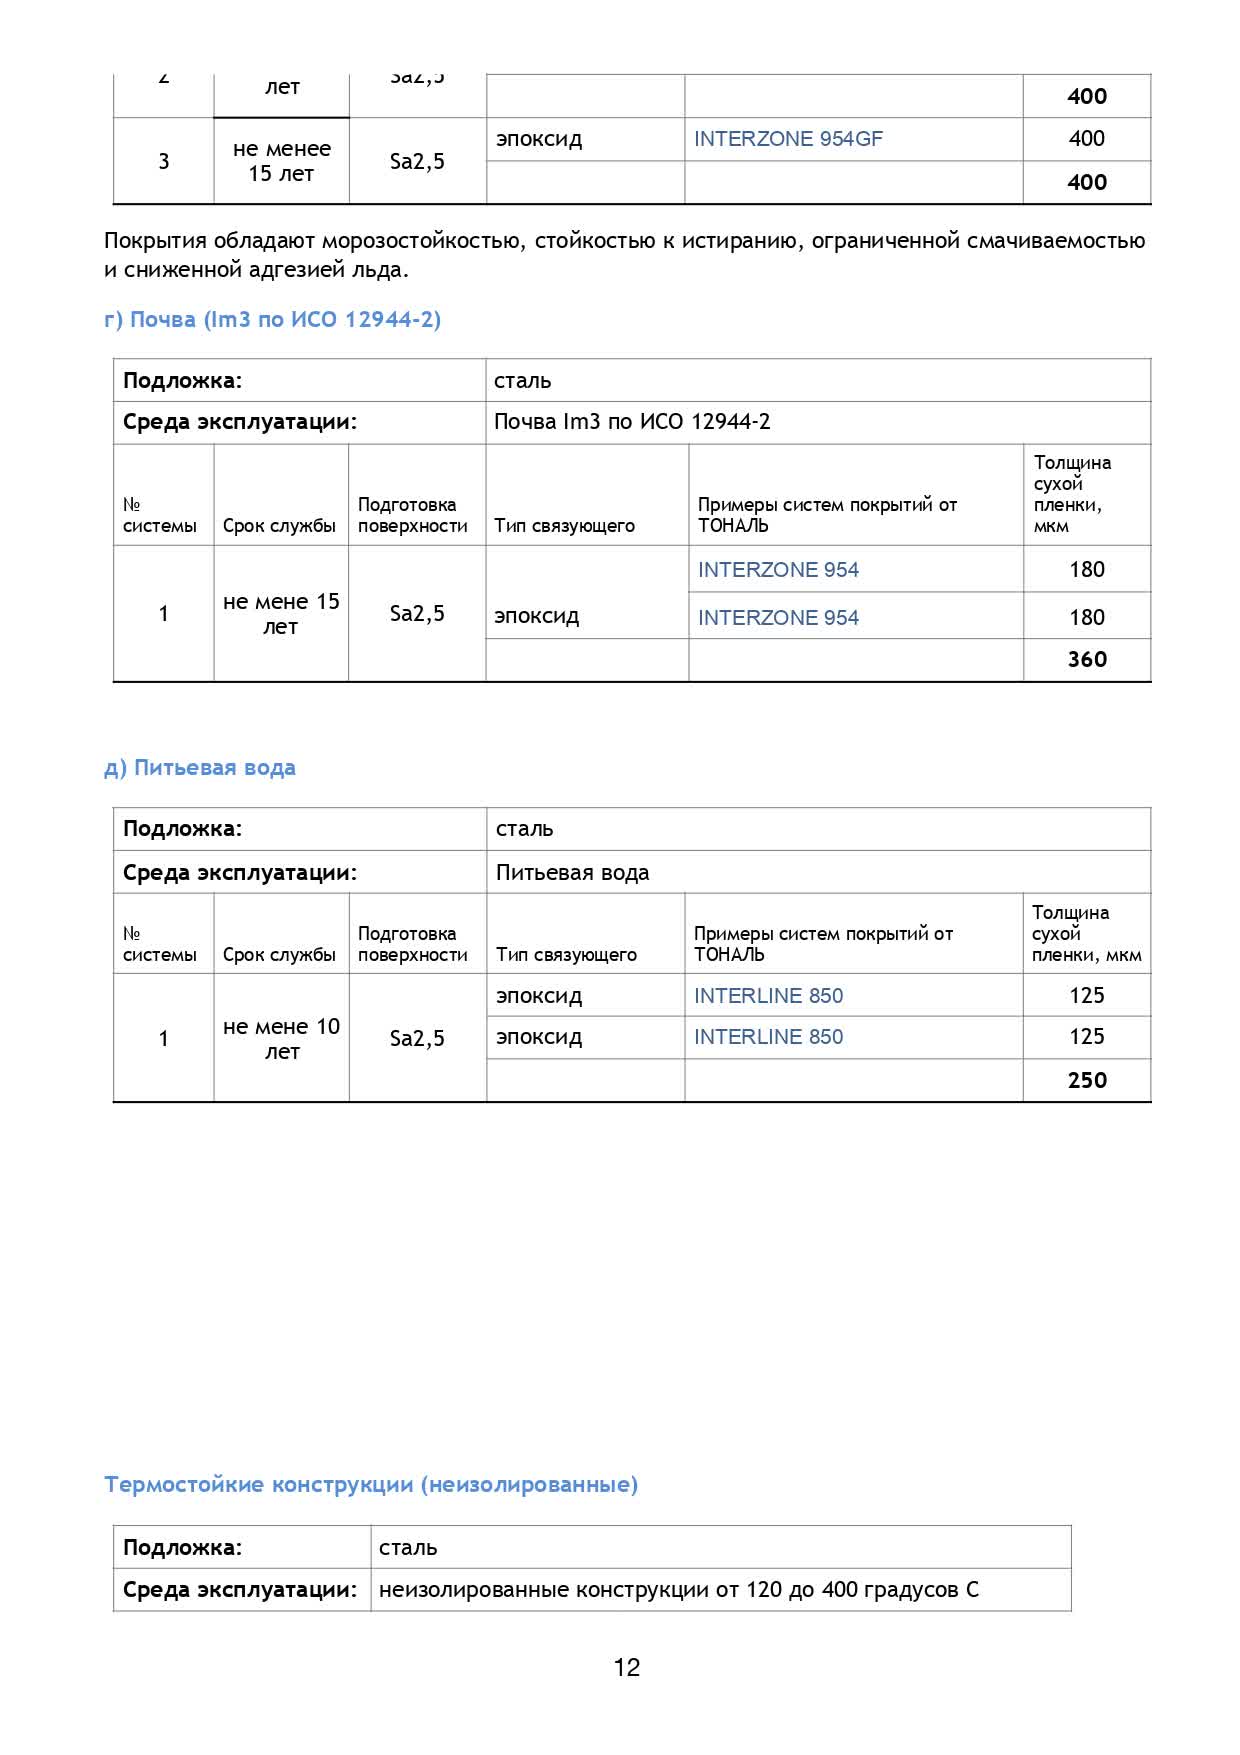 2 лет Sa2,5 400
3 не менее 15 лет Sa2,5 эпоксид INTERZONE 954GF 400
400
Покрытия обладают морозостойкостью, стойкостью к истиранию, ограниченной смачиваемостью
и сниженной адгезией льда.
г) Почва (Im3 по ИСО 12944-2)
Подложка: сталь
Среда эксплуатации: Почва Im3 по ИСО 12944-2
№ системы Срок службы Подготовка поверхности Тип связующего Примеры систем покрытий от ТОНАЛЬ Толщина сухой пленки, мкм
INTERZONE 954 180
1 не мене 15 лет Sa2,5 эпоксид INTERZONE 954 180
360
д) Питьевая вода
Подложка: сталь
Среда эксплуатации: Питьевая вода
№ системы Срок службы Подготовка поверхности Тип связующего Примеры систем покрытий от ТОНАЛЬ Толщина сухой пленки, мкм
эпоксид INTERLINE 850 125
1 не мене 10 лет Sa2,5 эпоксид INTERLINE 850 125
250
Термостойкие конструкции (неизолированные)
Подложка: сталь
Среда эксплуатации: неизолированные конструкции от 120 до 400 градусов С
12